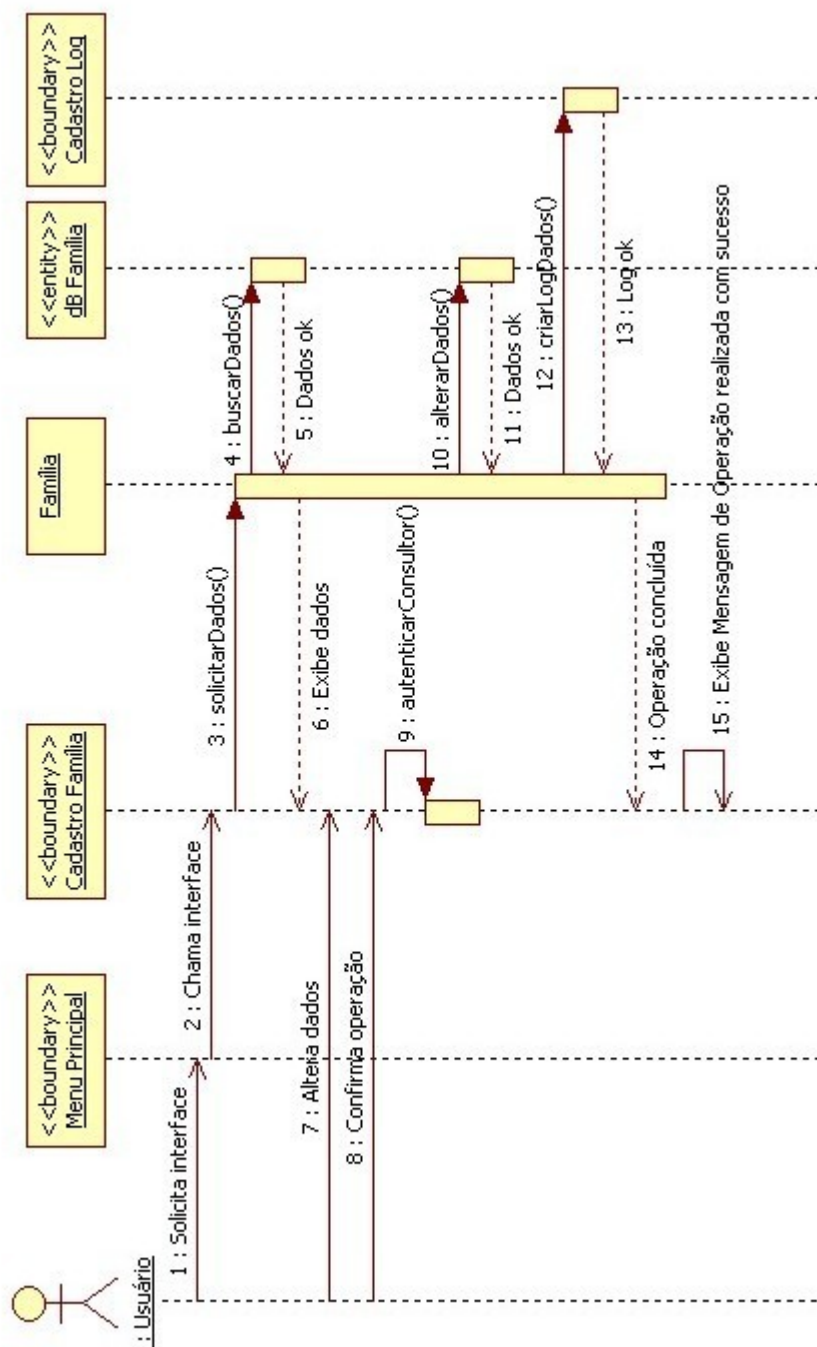 : Usuário
<<boundary>>
Menu Principal
<<boundary>>
Cadastro Família
Família
<<entity>>
dB Família
<<boundary>>
Cadastro Log
1 : Solicita interface
2 : Chama interface
3 : solicitarDados()
4 : buscarDados()
5 : Dados ok
6 : Exibe dados
7 : Altera dados
8 : Confirma operação
9 : autenticarConsultor()
10 : alterarDados()
11 : Dados ok
12 : criarLogDados()
13 : Log ok
14 : Operação concluída
15 : Exibe Mensagem de Operação realizada com sucesso